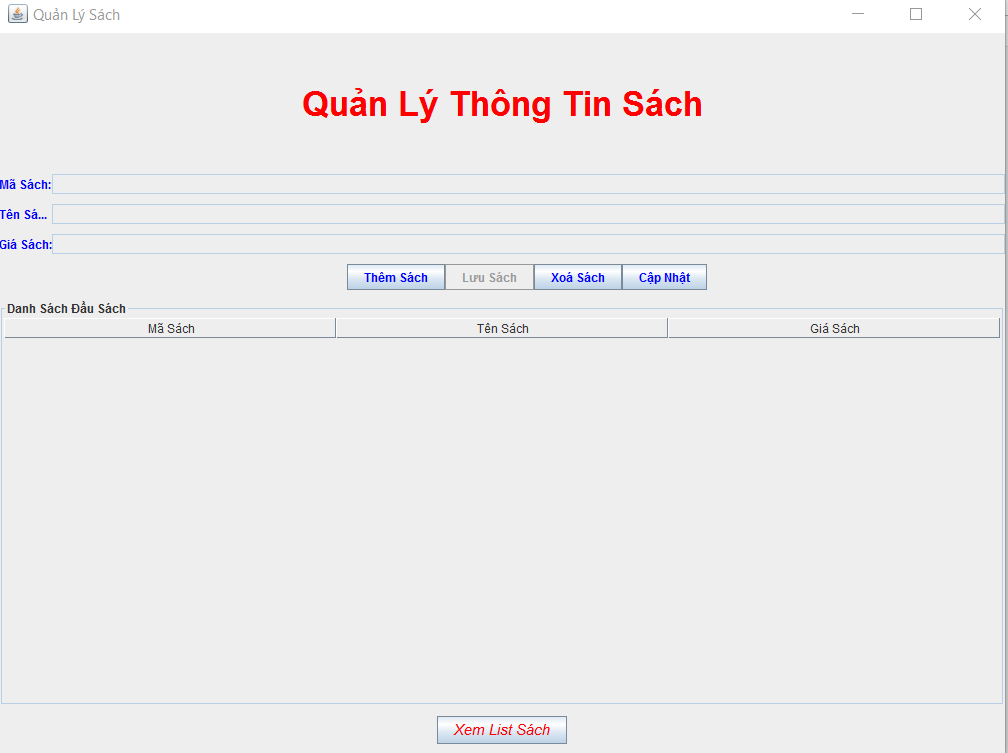 Quản Lý Sách
Quản Lý Thông Tin Sách
Mã Sách:
Tên Sá...
Giá Sách:
Thêm Sách Lưu Sách Xoá Sách Cập Nhật
Danh Sách Đầu Sách
Mã Sách Tên Sách Giá Sách
Xem List Sách